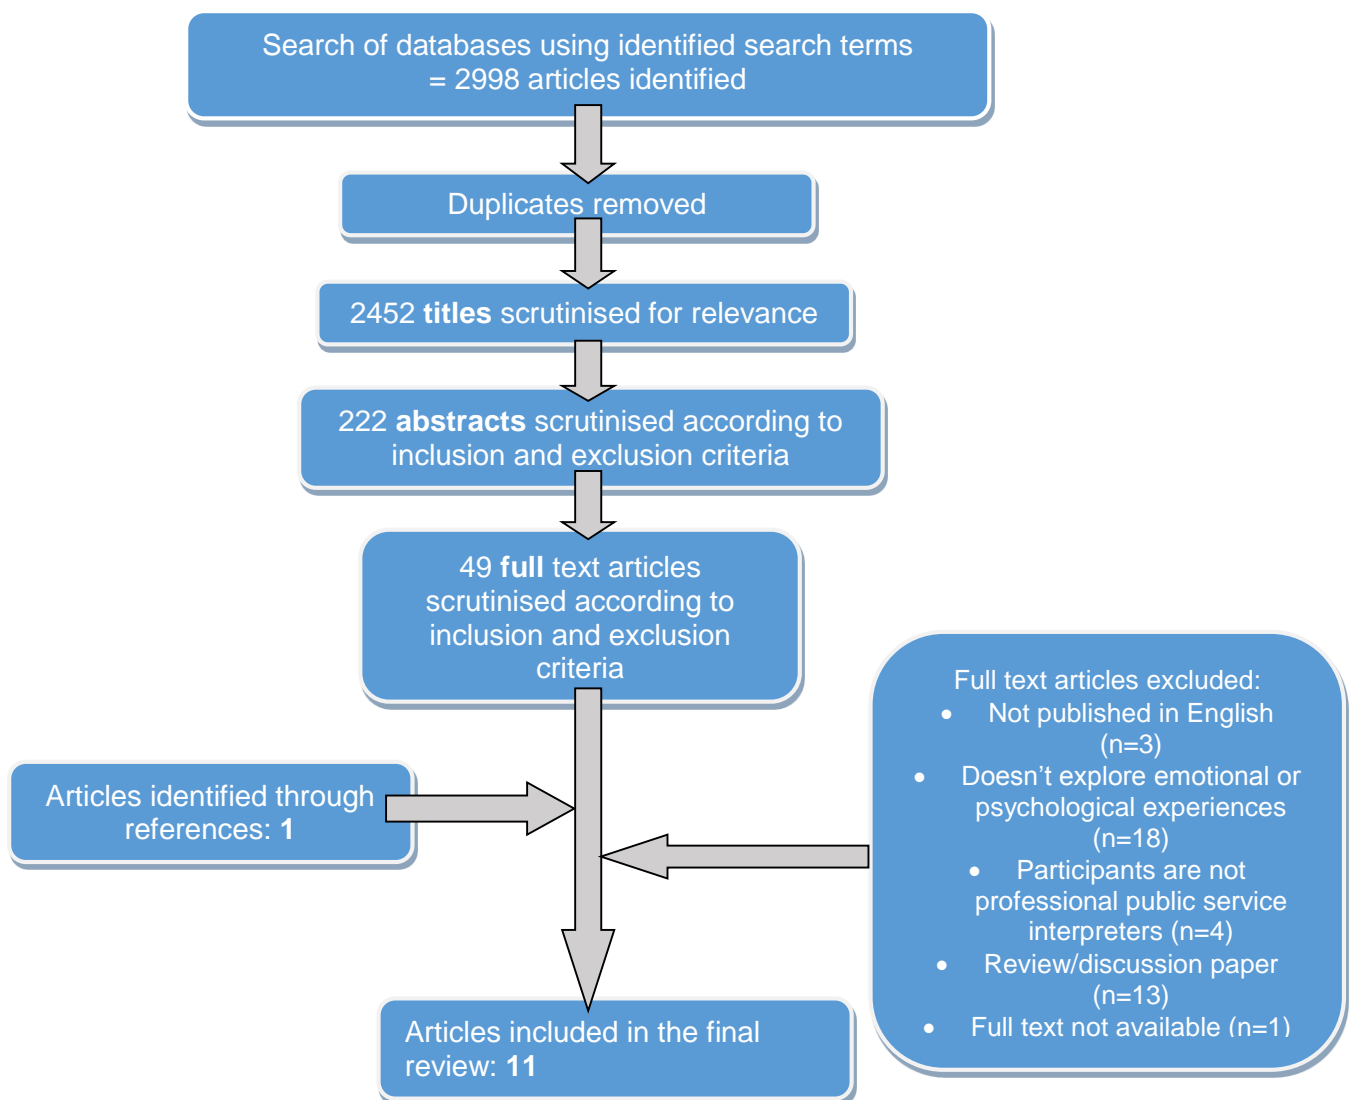 Search of databases using identified search terms
= 2998 articles identified
Duplicates removed
2452 titles scrutinised for relevance
222 abstracts scrutinised according to
inclusion and exclusion criteria
49 full text articles
scrutinised according to
inclusion and exclusion
criteria
Articles identified through
references: 1
Full text articles excluded:
• Not published in English
(n=3)
• Doesn’t explore emotional or
psychological experiences
(n=18)
• Participants are not
professional public service
interpreters (n=4)
• Review/discussion paper
(n=13)
• Full text not available (n=1)
Articles included in the final
review: 11